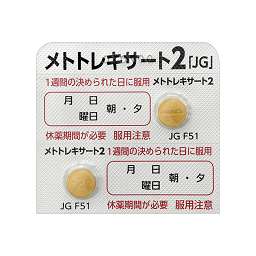 メトトレキサート2「JG」
1週間の決められた日に服用 メトトレキサート2
月 日 朝・夕
曜日
休薬期間が必要 服用注意 JG F51
メトトレキサート2 1週間の決められた日に服用
月 日 朝・夕
曜日
JG F51 休薬期間が必要 服用注意